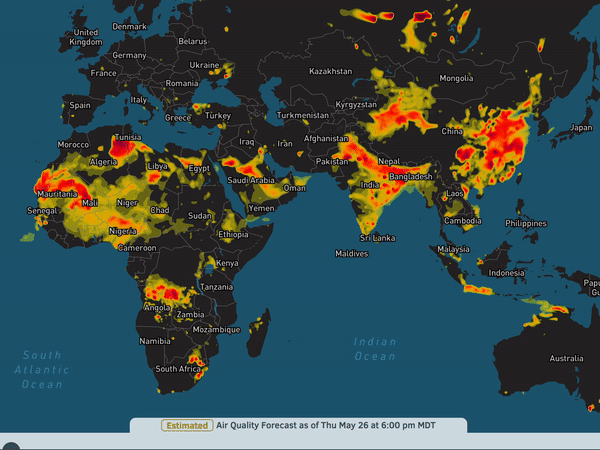 Denmark
United
Kingdom
Belarus
Germany
Ukraine
France
Kazakhstan
Mongolia
Romania
Italy
Spain
Kyrgyzstan
Greece
Türkey
Turkmenistan
Japan
China
Tunisia
Morocco
Iraq
Iran
Afghanistan
Algeria
Libya
Egypt
Pakistan
Nepal
Saudi Arabia
Bangladesh
India
Oman
Mauritania
Mali
Niger
Laos
Senegal
Chad
Sudan
Yemen
Cambodia
Philippines
Nigeria
Ethiopia
Sri Lanka
Cameroon
Maldives
Malaysia
Kenya
Indonesia
Tanzania
Papu
Gu
Angola
Zambia
Mozambique
Namibia
South
Atlantic
Ocean
Indian
Ocean
Australia
South Africa
Estimated Air Quality Forecast as of Thu May 26 at 6:00 pm MDT